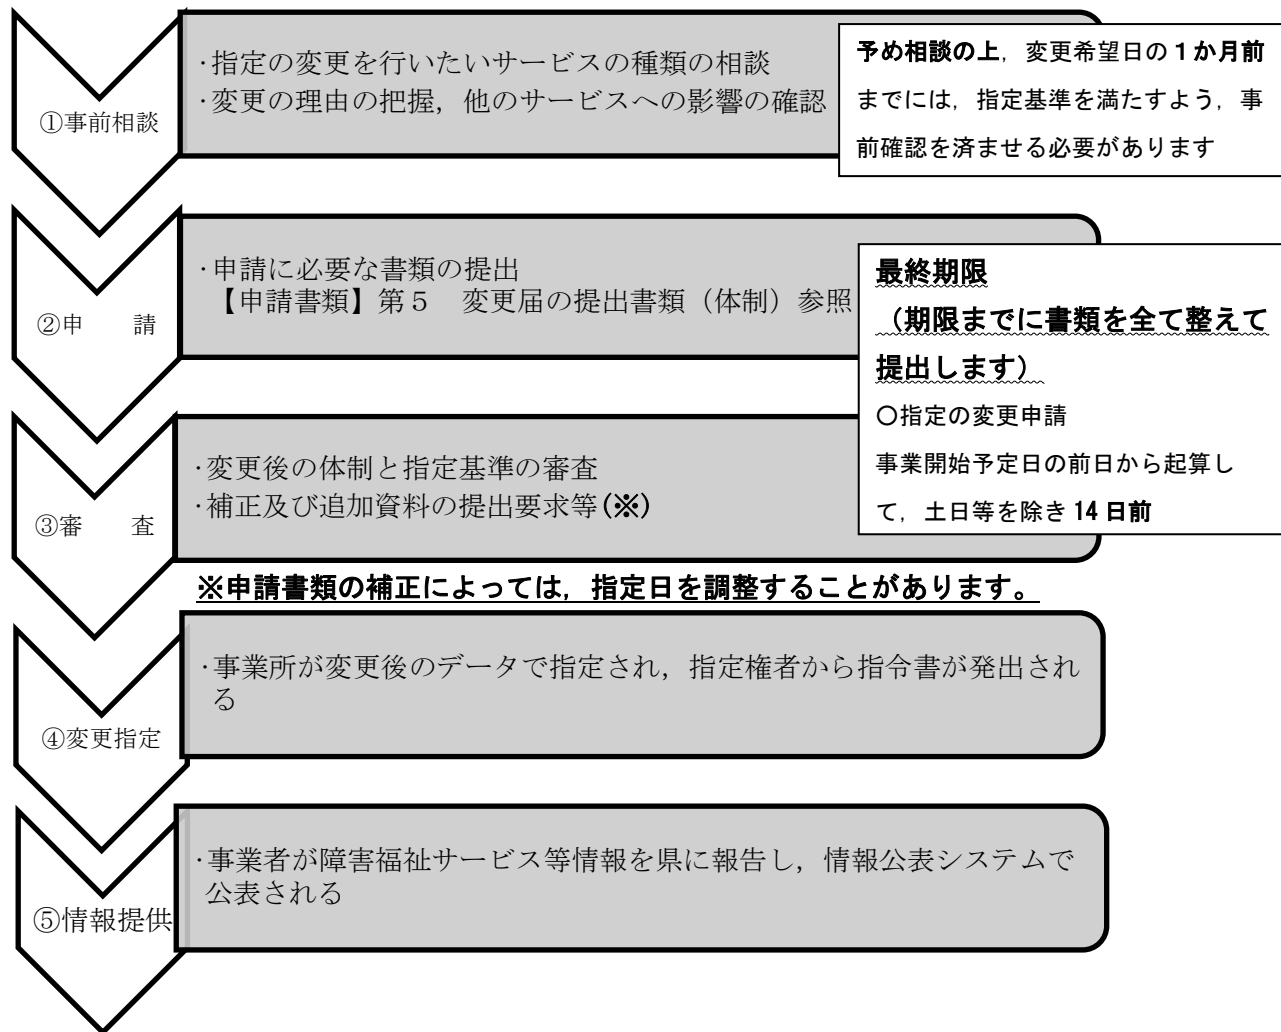 ①事前相談
・指定の変更を行いたいサービスの種類の相談
・変更の理由の把握，他のサービスへの影響の確認
予め相談の上，変更希望日の１か月前
までには，指定基準を満たすよう，事
前確認を済ませる必要があります
②申　　請
・申請に必要な書類の提出
【申請書類】第５　変更届の提出書類（体制）参照
最終期限
（期限までに書類を全て整えて
提出します）
〇指定の変更申請
事業開始予定日の前日から起算し
て，土日等を除き 14 日前
③審　　査
・変更後の体制と指定基準の審査
・補正及び追加資料の提出要求等(※)
※申請書類の補正によっては，指定日を調整することがあります。
④変更指定
・事業所が変更後のデータで指定され，指定権者から指令書が発出され
る
⑤情報提供
・事業者が障害福祉サービス等情報を県に報告し，情報公表システムで
公表される